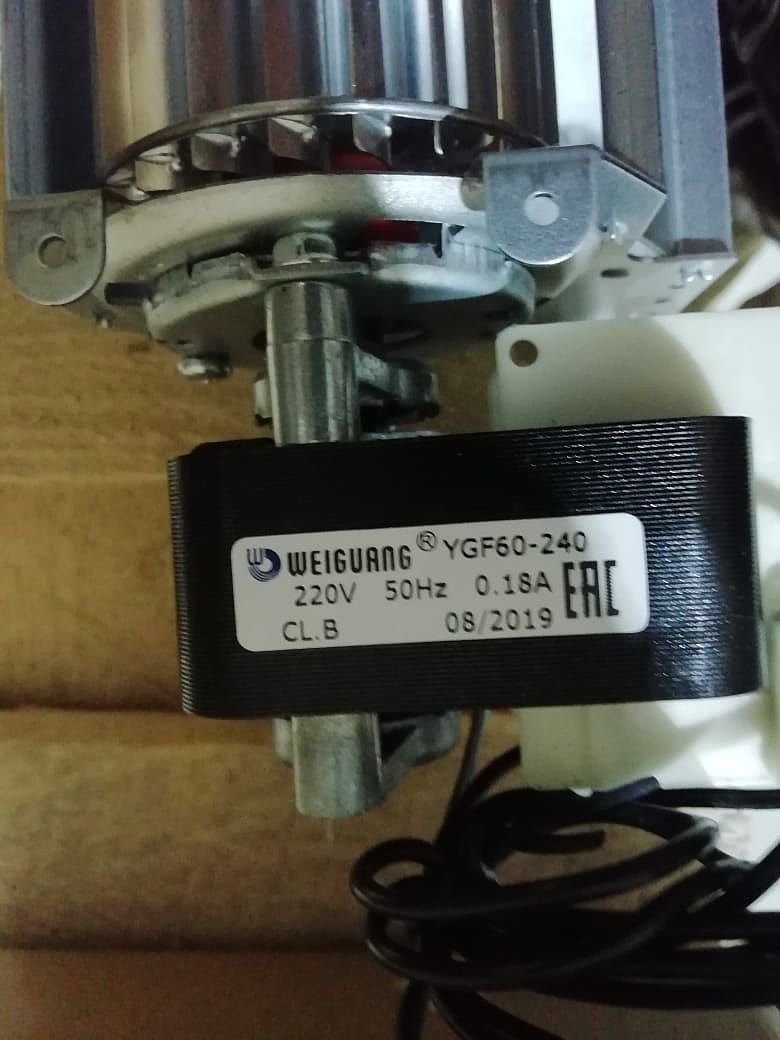 WEIGUANG® YGF60-240
220V 50Hz 0.18A EAC
CL.B 08/2019